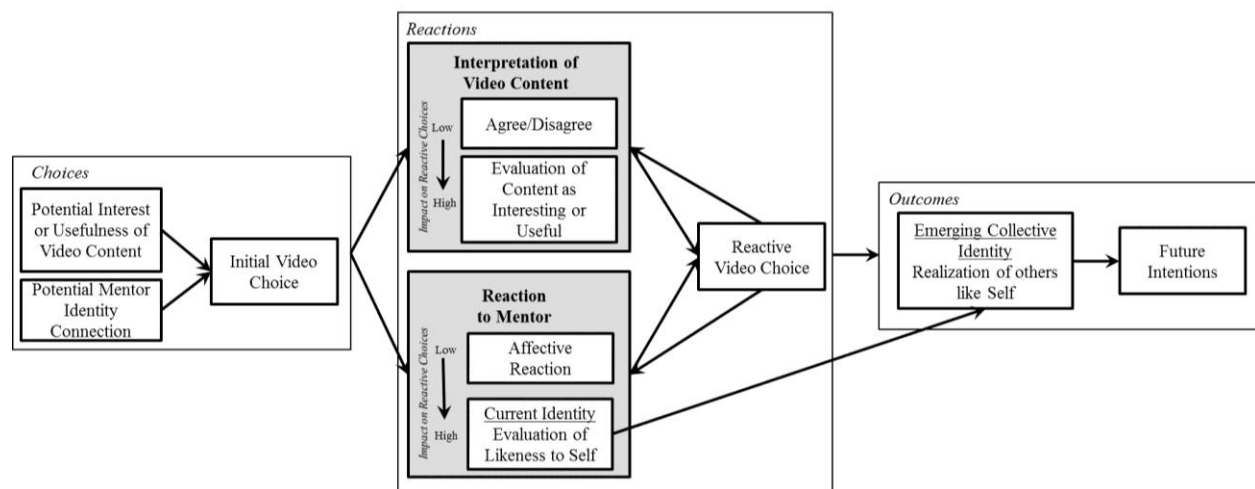 Choices
Potential Interest
or Usefulness of
Video Content
Potential Mentor
Identity
Connection
Initial Video
Choice
Reactions
Interpretation of
Video Content
Impact on Reactive Choices
Low
High
Agree/Disagree
Evaluation of
Content as
Interesting or
Useful
Reaction
to Mentor
Impact on Reactive Choices
Low
High
Affective
Reaction
Current Identity
Evaluation of
Likeness to Self
Reactive
Video Choice
Outcomes
Emerging Collective
Identity
Realization of others
like Self
Future
Intentions